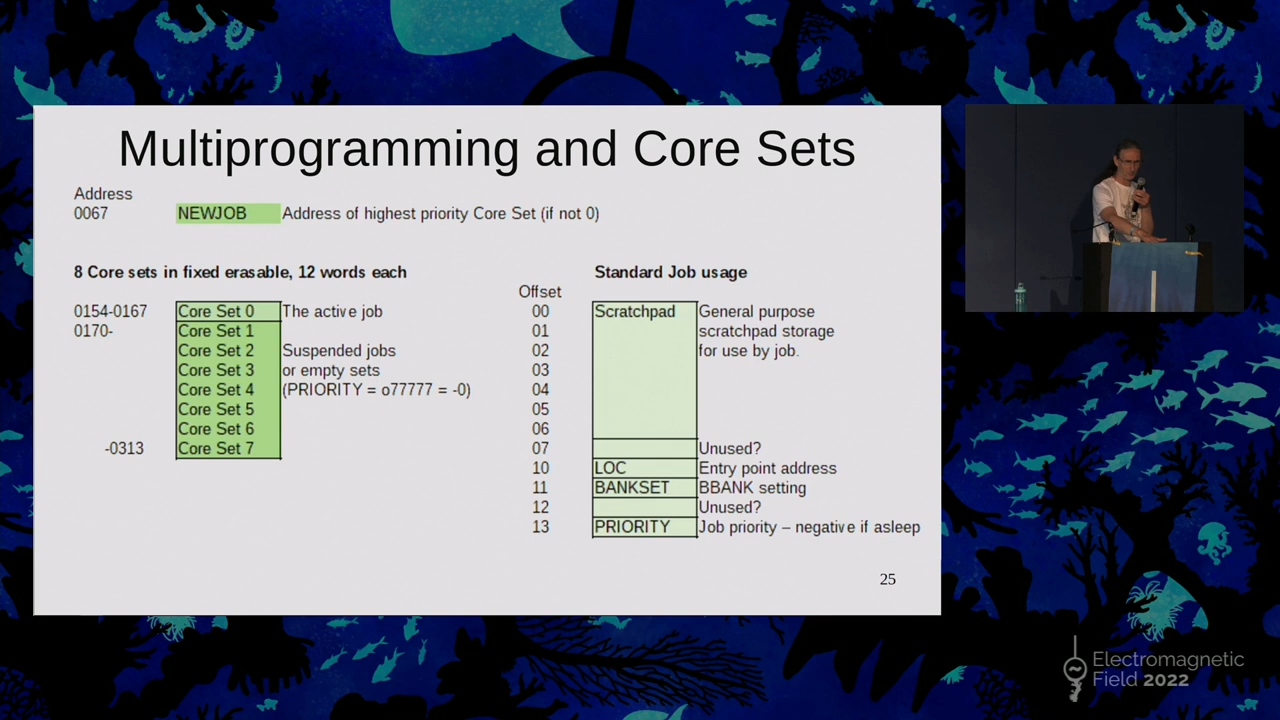 Multiprogramming and Core Sets
Address
0067 NEWJOB Address of highest priority Core Set (if not 0)
8 Core sets in fixed erasable, 12 words each
0154-0167 Core Set 0 The active job
0170- Core Set 1
Core Set 2 Suspended jobs
Core Set 3 or empty sets
Core Set 4 (PRIORITY = o77777 = -0)
Core Set 5
Core Set 6
-0313 Core Set 7
Standard Job usage
Offset
00 Scratchpad General purpose
01 scratchpad storage
02 for use by job.
03
04
05
06
07 Unused?
10 LOC Entry point address
11 BANKSET BBANK setting
12 Unused?
13 PRIORITY Job priority – negative if asleep
25
Electromagnetic
Field 2022